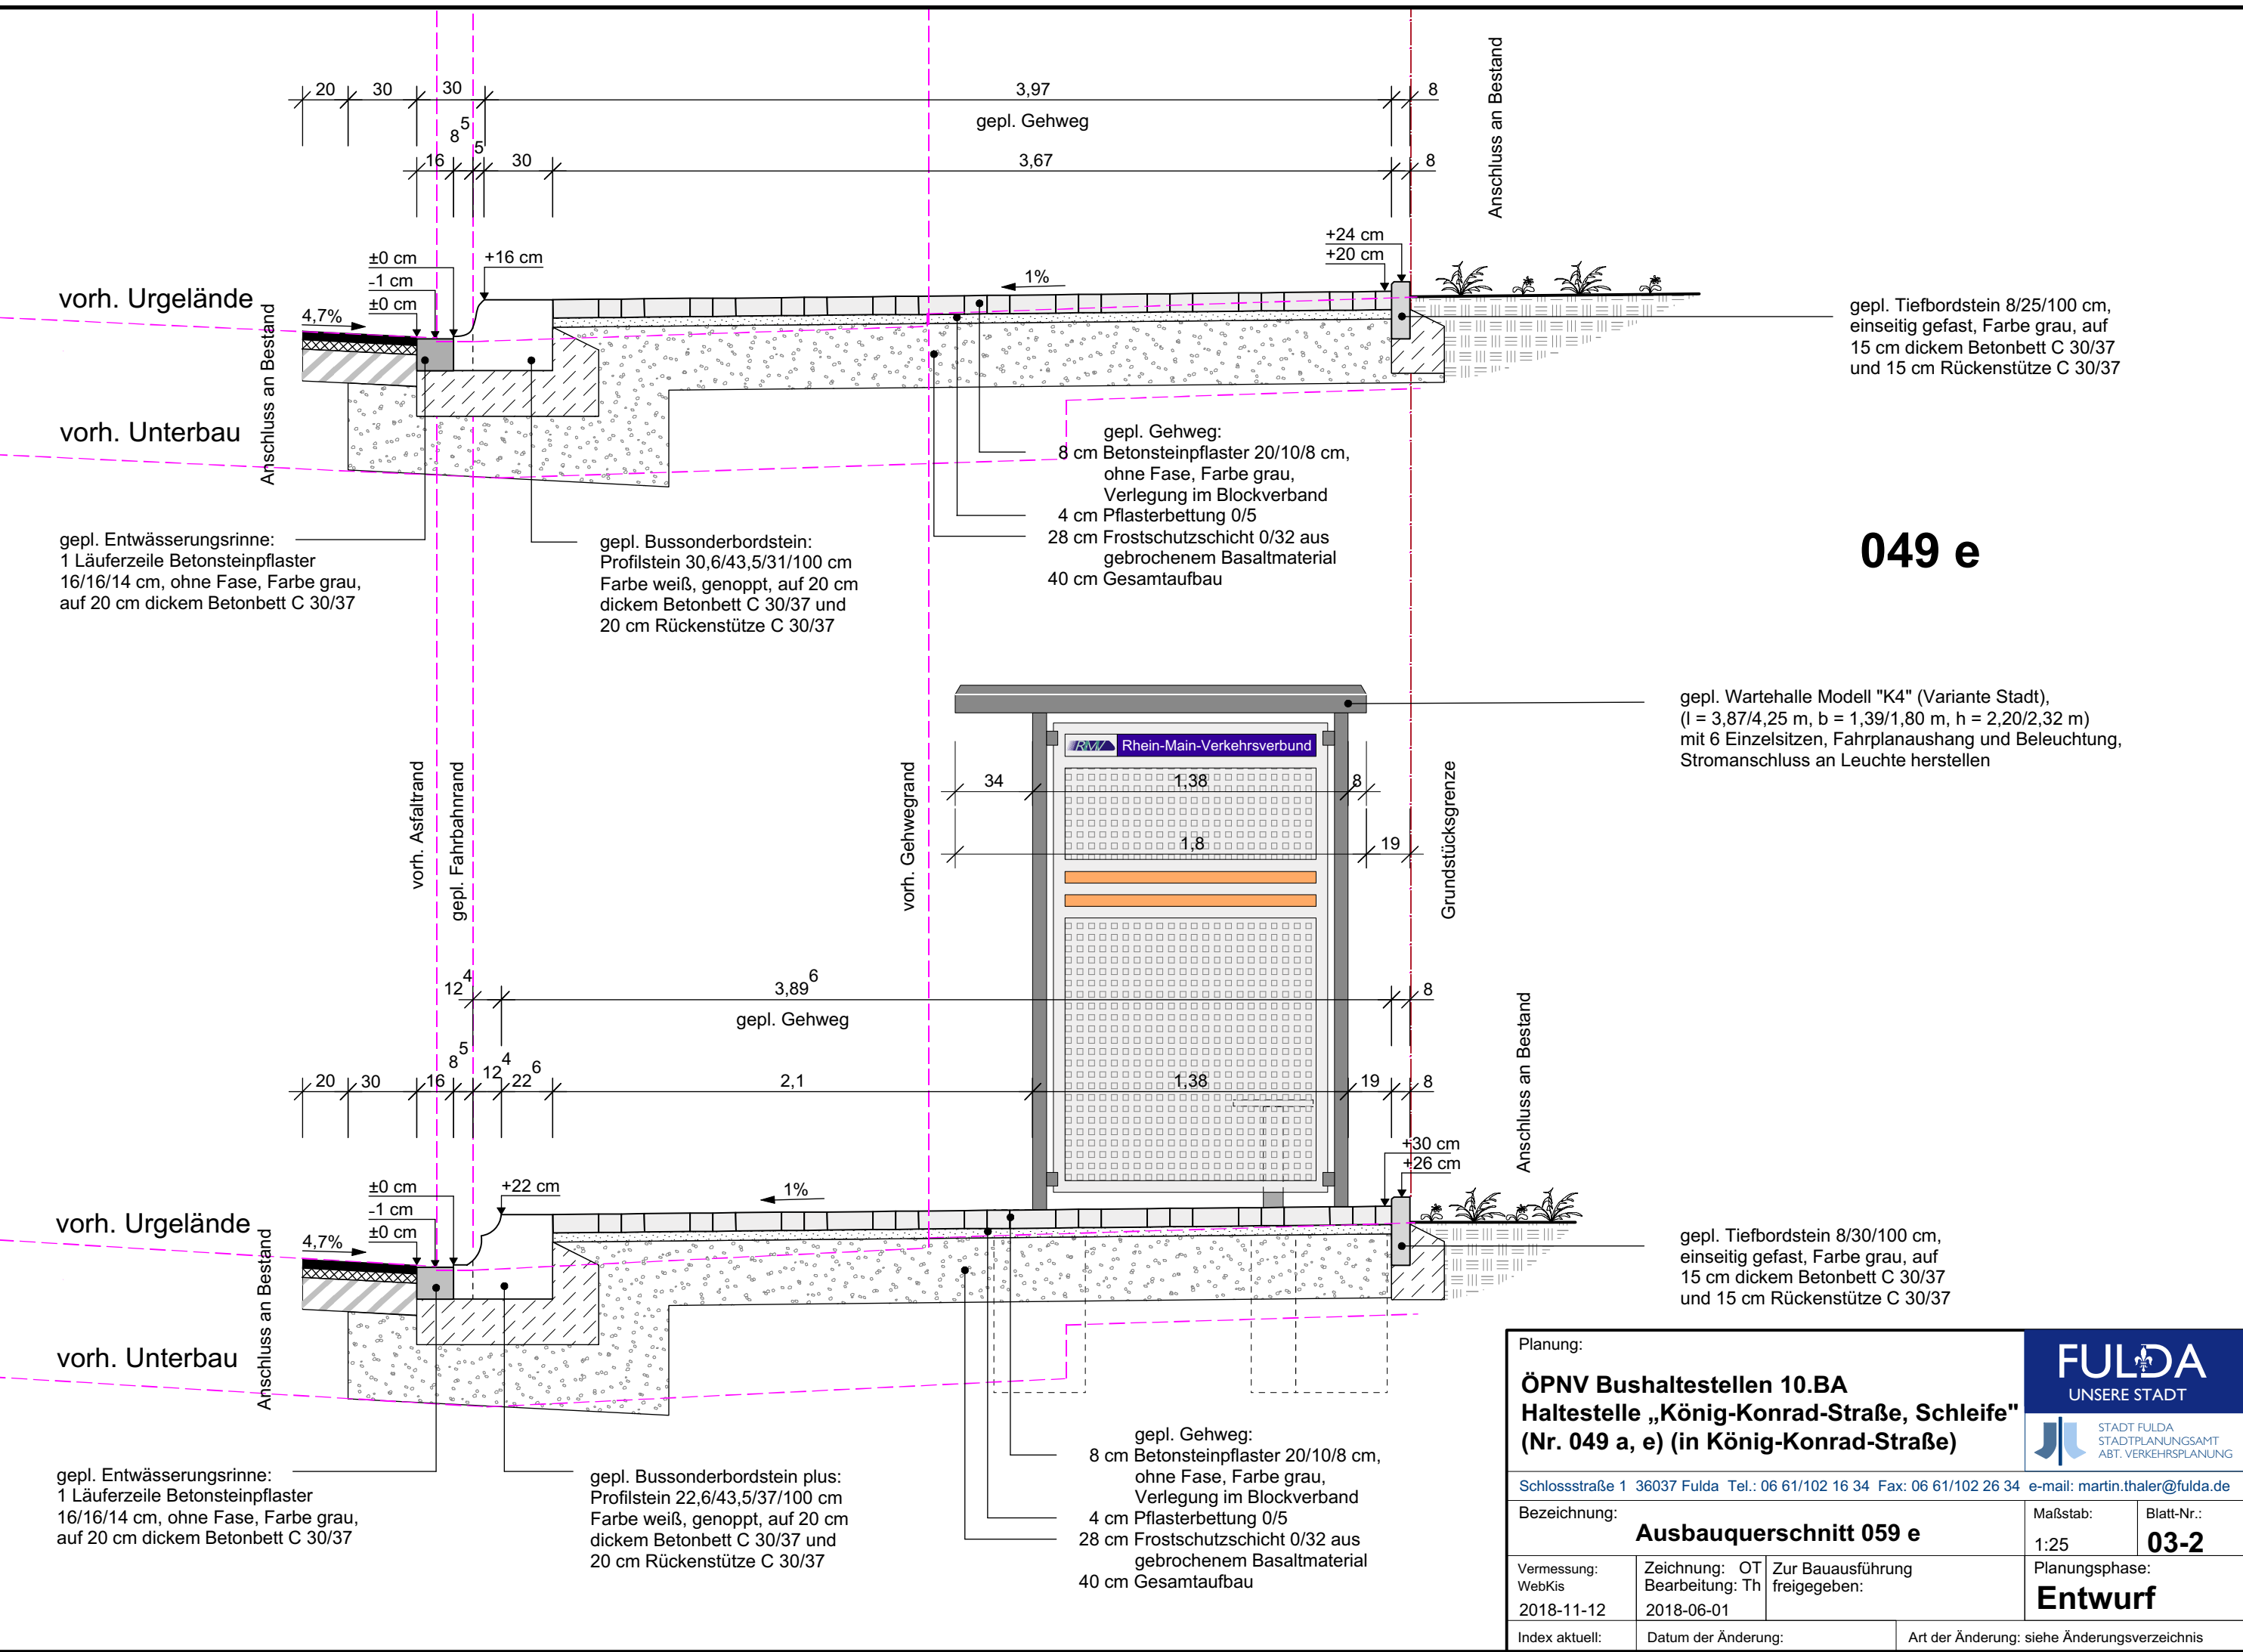 20 30 30 3,97 8
gepl. Gehweg
8⁵
16 5 30 3,67 8
Anschluss an Bestand
±0 cm
-1 cm
±0 cm
+16 cm
+24 cm
+20 cm
1%
vorh. Urgelände
4,7%
Anschluss an Bestand
vorh. Unterbau
gepl. Tiefbordstein 8/25/100 cm,
einseitig gefast, Farbe grau, auf
15 cm dickem Betonbett C 30/37
und 15 cm Rückenstütze C 30/37
gepl. Gehweg:
8 cm Betonsteinpflaster 20/10/8 cm,
ohne Fase, Farbe grau,
Verlegung im Blockverband
4 cm Pflasterbettung 0/5
28 cm Frostschutzschicht 0/32 aus
gebrochenem Basaltmaterial
40 cm Gesamtaufbau
gepl. Entwässerungsrinne:
1 Läuferzeile Betonsteinpflaster
16/16/14 cm, ohne Fase, Farbe grau,
auf 20 cm dickem Betonbett C 30/37
gepl. Bussonderbordstein:
Profilstein 30,6/43,5/31/100 cm
Farbe weiß, genoppt, auf 20 cm
dickem Betonbett C 30/37 und
20 cm Rückenstütze C 30/37
049 e
gepl. Wartehalle Modell "K4" (Variante Stadt),
(l = 3,87/4,25 m, b = 1,39/1,80 m, h = 2,20/2,32 m)
mit 6 Einzelsitzen, Fahrplanaushang und Beleuchtung,
Stromanschluss an Leuchte herstellen
RMV Rhein-Main-Verkehrsverbund
34 1,38 8
1,8 19
vorh. Asfaltrand
gepl. Fahrbahnrand
vorh. Gehwegrand
Grundstücksgrenze
12⁴ 3,89⁶ 8
gepl. Gehweg
20 30 16 8⁵ 12⁴ 22⁶ 2,1 1,38 19 8
Anschluss an Bestand
+30 cm
+26 cm
±0 cm
-1 cm
±0 cm
+22 cm
1%
vorh. Urgelände
4,7%
Anschluss an Bestand
vorh. Unterbau
gepl. Tiefbordstein 8/30/100 cm,
einseitig gefast, Farbe grau, auf
15 cm dickem Betonbett C 30/37
und 15 cm Rückenstütze C 30/37
gepl. Gehweg:
8 cm Betonsteinpflaster 20/10/8 cm,
ohne Fase, Farbe grau,
Verlegung im Blockverband
4 cm Pflasterbettung 0/5
28 cm Frostschutzschicht 0/32 aus
gebrochenem Basaltmaterial
40 cm Gesamtaufbau
gepl. Entwässerungsrinne:
1 Läuferzeile Betonsteinpflaster
16/16/14 cm, ohne Fase, Farbe grau,
auf 20 cm dickem Betonbett C 30/37
gepl. Bussonderbordstein plus:
Profilstein 22,6/43,5/37/100 cm
Farbe weiß, genoppt, auf 20 cm
dickem Betonbett C 30/37 und
20 cm Rückenstütze C 30/37
Planung:
ÖPNV Bushaltestellen 10.BA
Haltestelle „König-Konrad-Straße, Schleife"
(Nr. 049 a, e) (in König-Konrad-Straße)
FULDA
UNSERE STADT
STADT FULDA
STADTPLANUNGSAMT
ABT. VERKEHRSPLANUNG
Schlossstraße 1 36037 Fulda Tel.: 06 61/102 16 34 Fax: 06 61/102 26 34 e-mail: martin.thaler@fulda.de
Bezeichnung:
Ausbauquerschnitt 059 e
Maßstab:
1:25
Blatt-Nr.:
03-2
Vermessung:
WebKis
2018-11-12
Zeichnung: OT
Bearbeitung: Th
2018-06-01
Zur Bauausführung
freigegeben:
Planungsphase:
Entwurf
Index aktuell:
Datum der Änderung:
Art der Änderung: siehe Änderungsverzeichnis